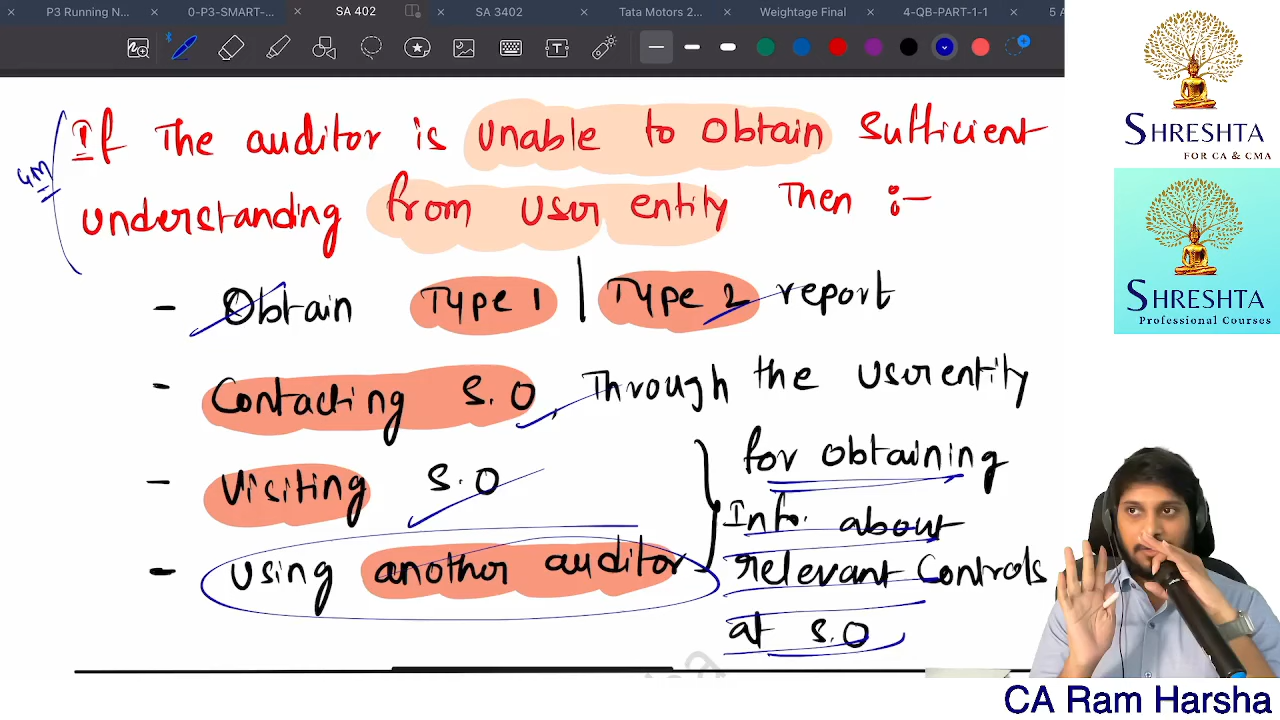 P3 Running N...
0-P3-SMART-...
SA 402
SA 3402
Tata Motors 2...
Weightage Final
4-QB-PART-1-1
5 A
4M
If The auditor is unable to obtain sufficient
understanding from user entity Then :-
- Obtain Type 1 | Type 2 report
- Contacting S.O, Through the user entity
- Visiting S.O
- using another auditor
for obtaining
Info. about
relevant Controls
at S.O
SHRESHTA
FOR CA & CMA
SHRESHTA
Professional Courses
CA Ram Harsha